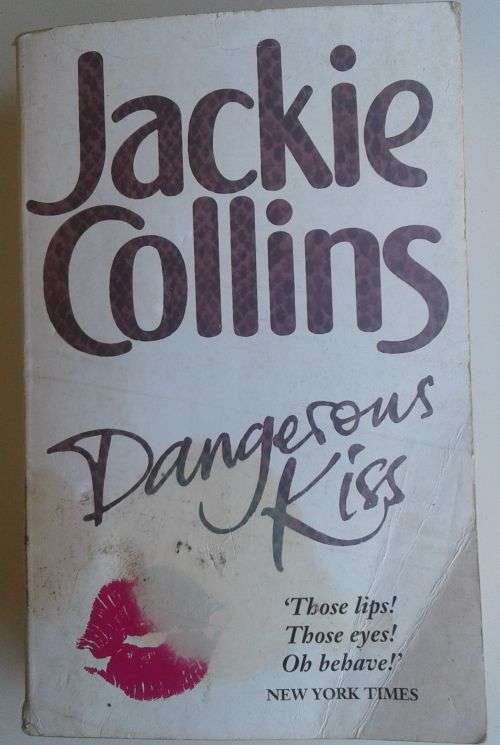 Jackie
Collins
Dangerous
Kiss
‘Those lips!
Those eyes!
Oh behave!’
NEW YORK TIMES